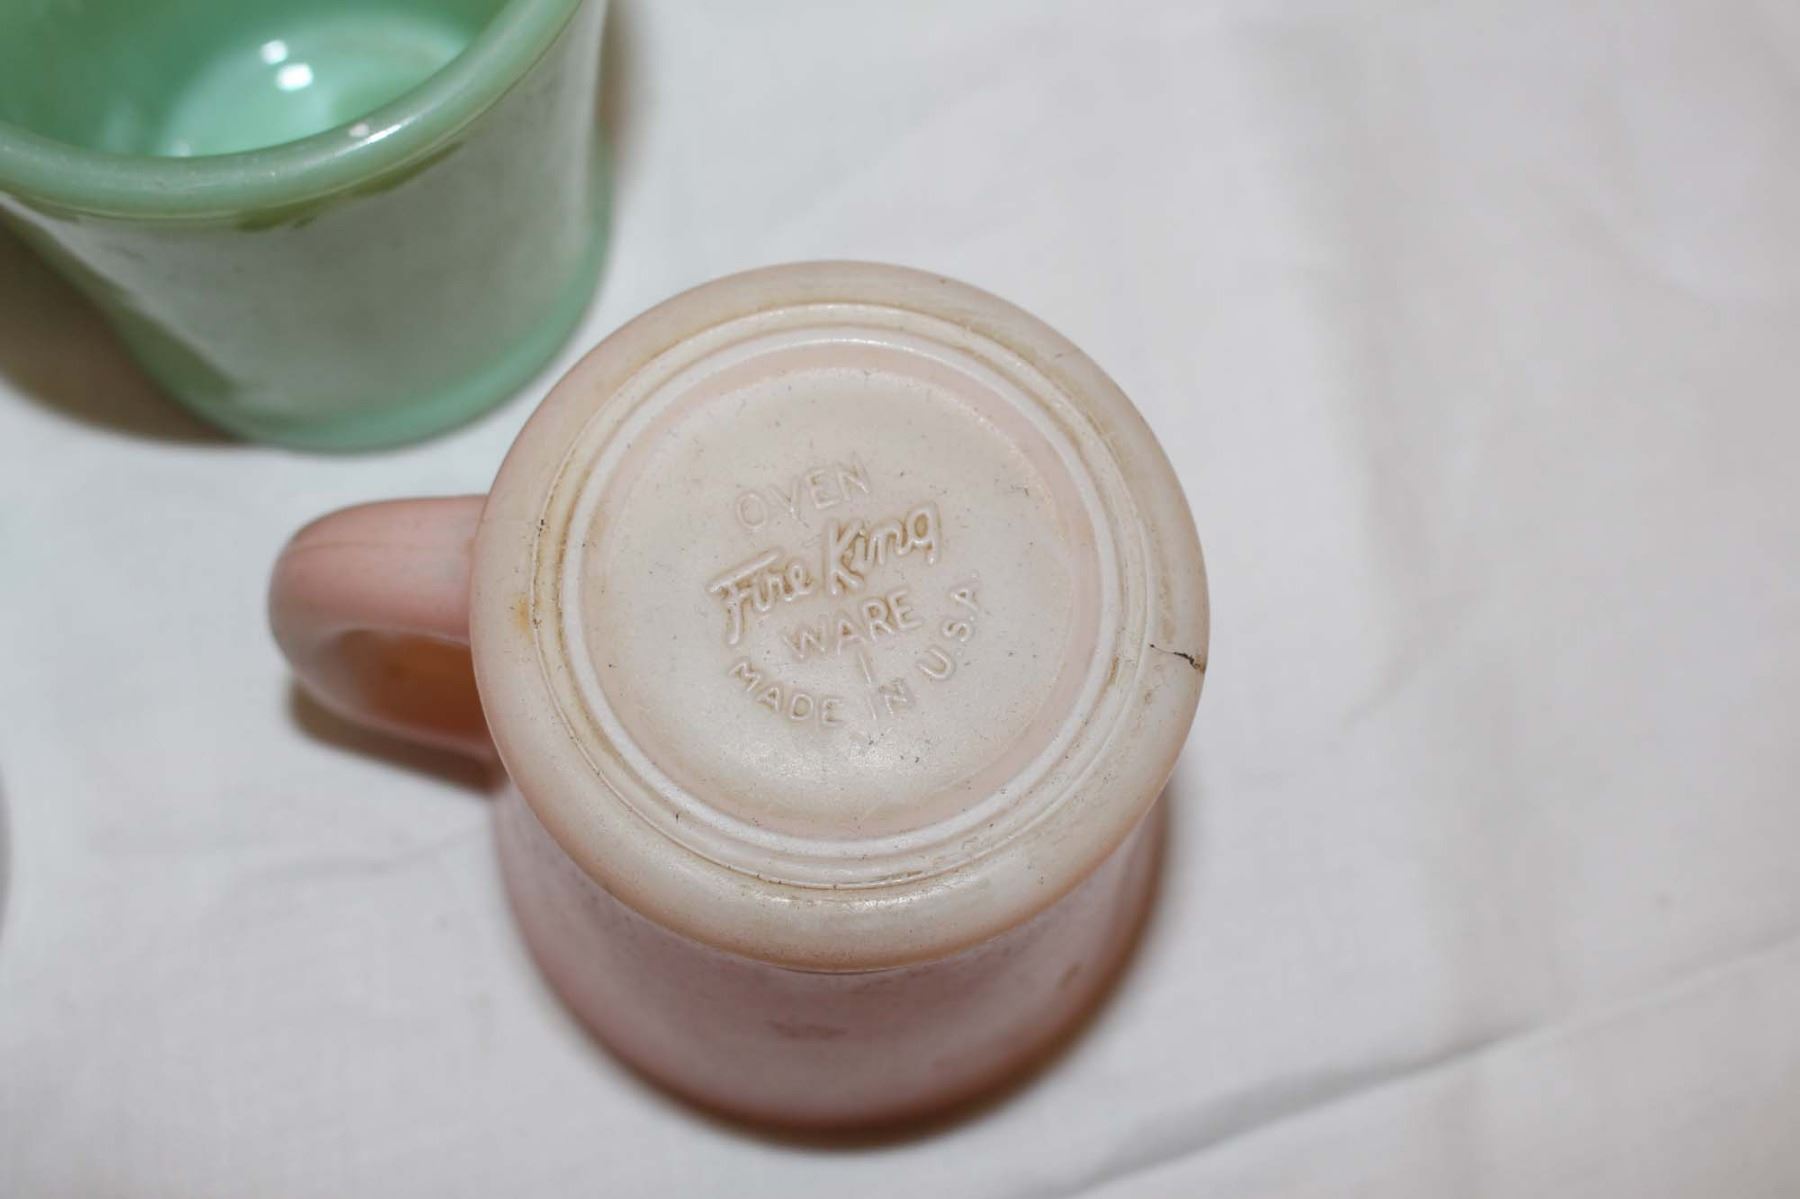 OVEN
Fire King
WARE
1
MADE IN U.S.A.